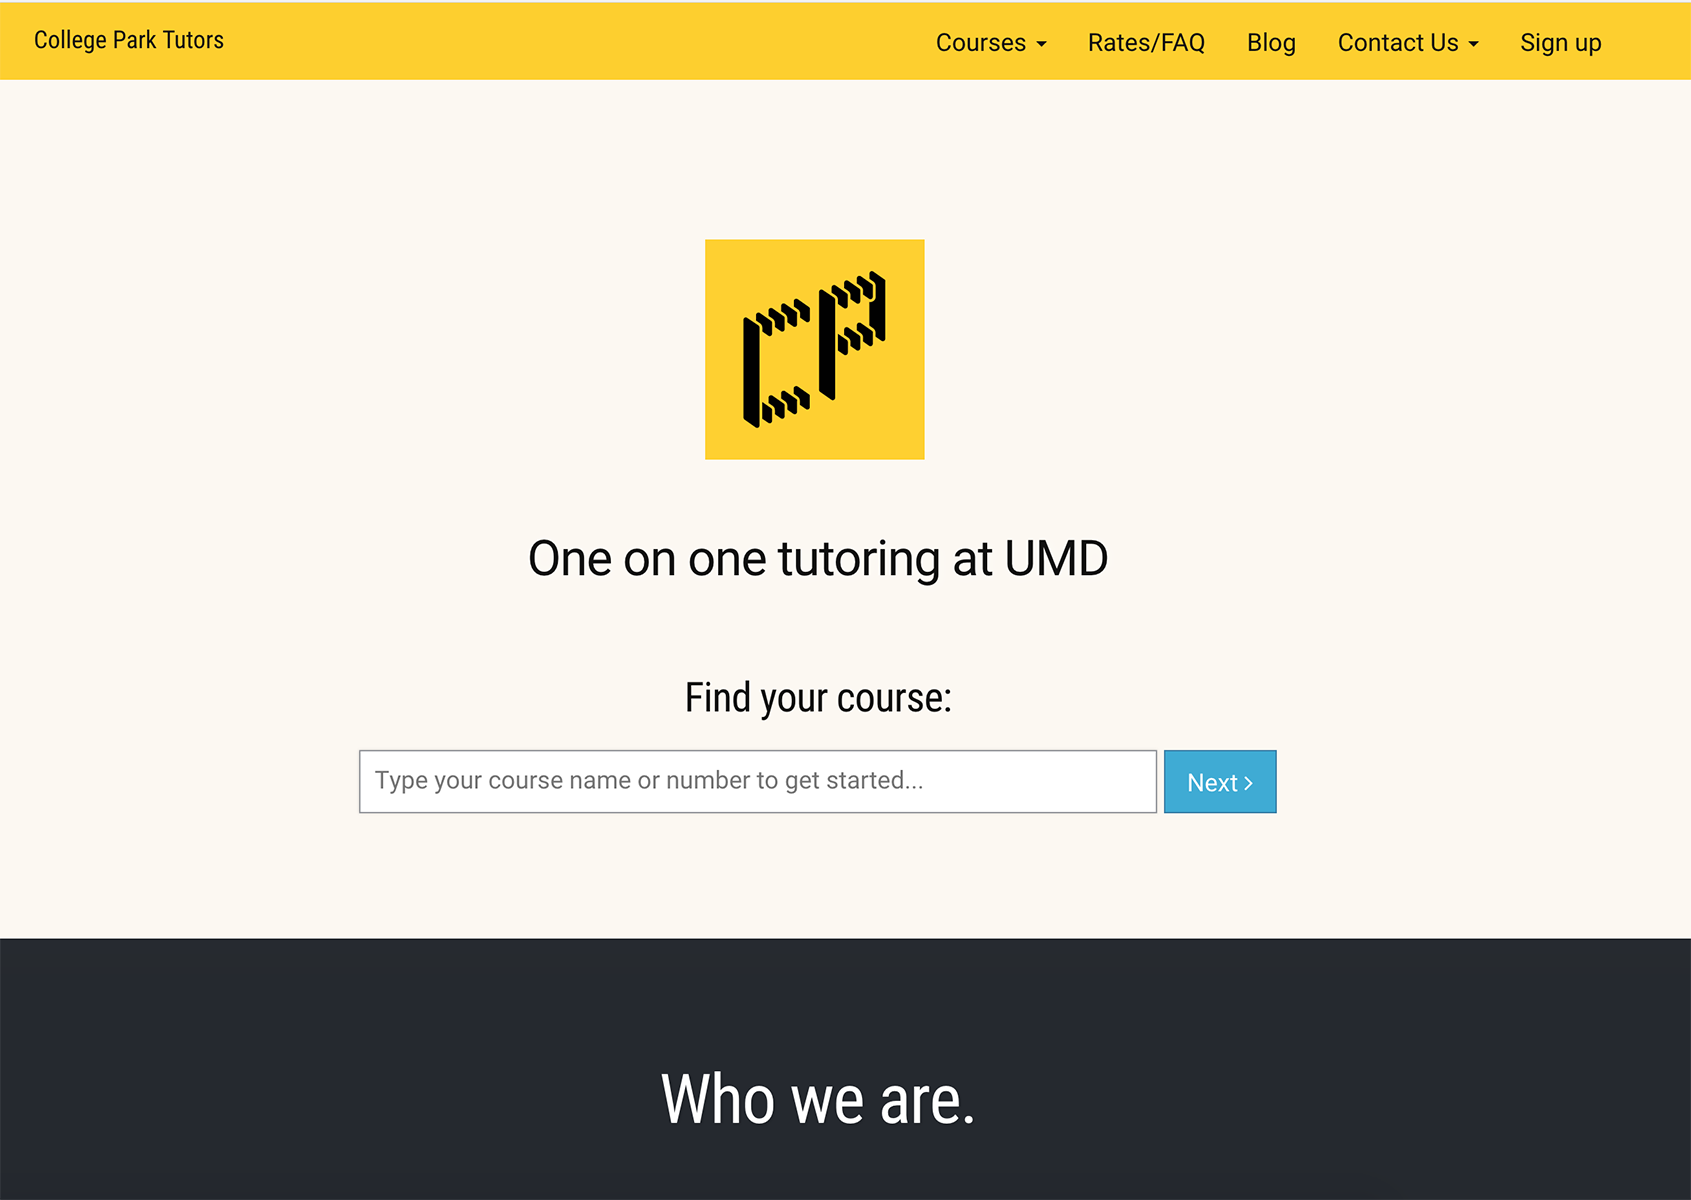 College Park Tutors
Courses Rates/FAQ Blog Contact Us Sign up
CP
One on one tutoring at UMD
Find your course:
Type your course name or number to get started...
Next >
Who we are.